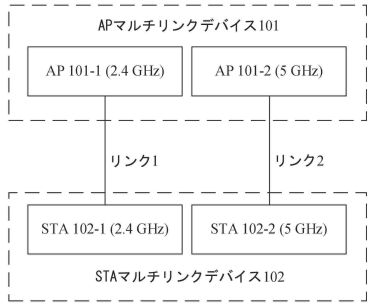 APマルチリンクデバイス101
AP 101-1 (2.4 GHz)
AP 101-2 (5 GHz)
リンク1
リンク2
STA 102-1 (2.4 GHz)
STA 102-2 (5 GHz)
STAマルチリンクデバイス102